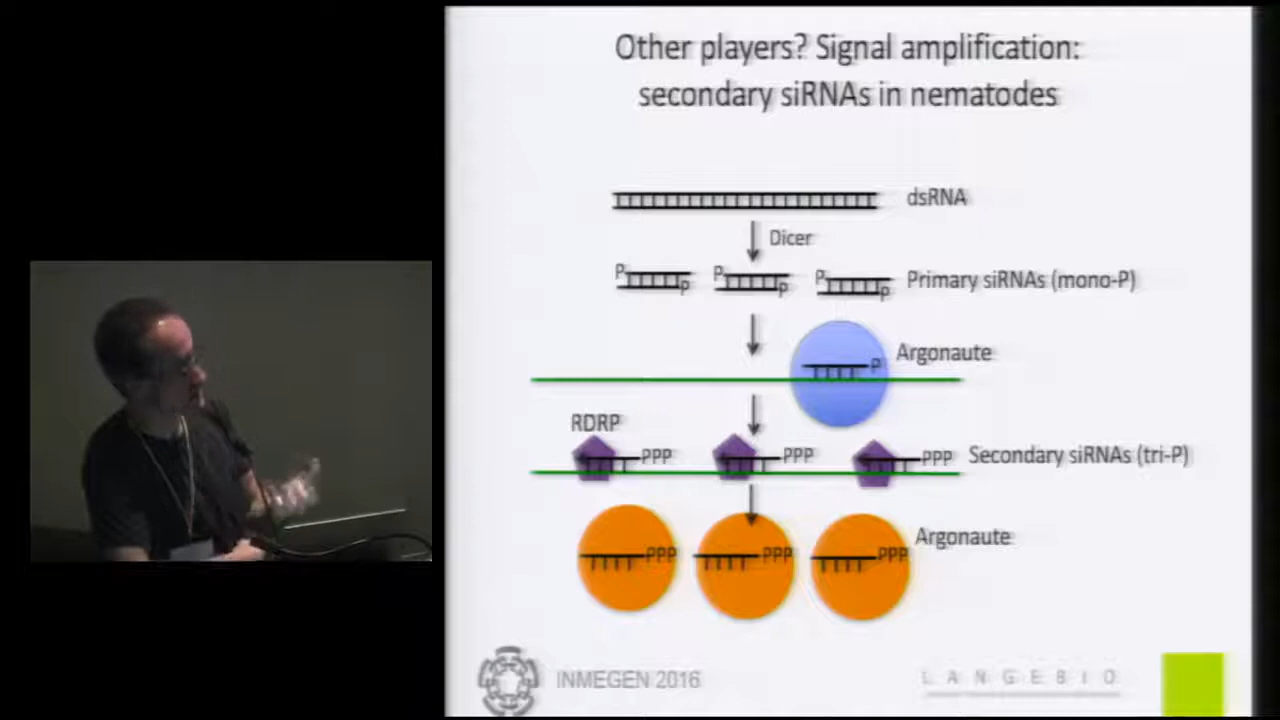 Other players? Signal amplification:
secondary siRNAs in nematodes
dsRNA
Dicer
P P P P P P
Primary siRNAs (mono-P)
Argonaute
P
RDRP
PPP PPP PPP
Secondary siRNAs (tri-P)
Argonaute
PPP PPP PPP
INMEGEN 2016
LANGEBIO